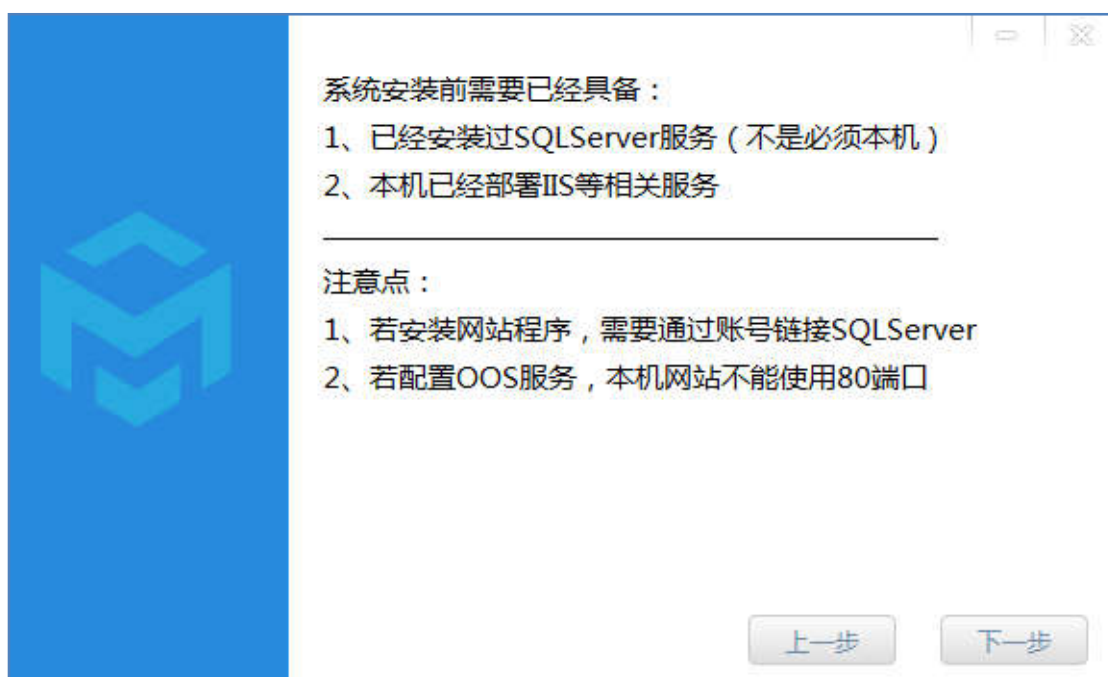 系统安装前需要已经具备：
1、已经安装过SQLServer服务（不是必须本机）
2、本机已经部署IIS等相关服务
注意点：
1、若安装网站程序，需要通过账号链接SQLServer
2、若配置OOS服务，本机网站不能使用80端口
上一步
下一步